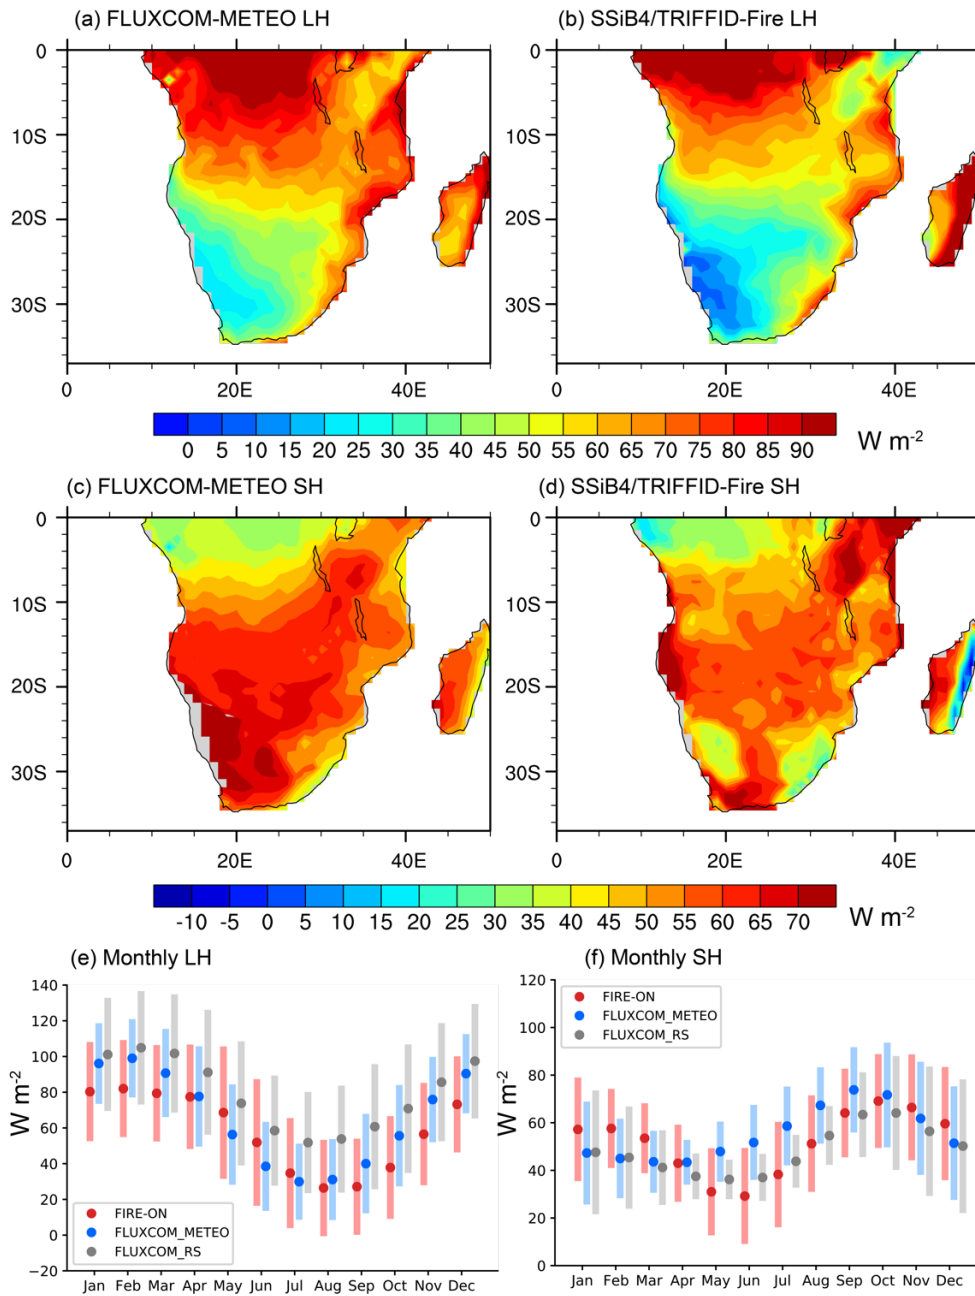 (a) FLUXCOM-METEO LH
(b) SSiB4/TRIFFID-Fire LH
0
10S
20S
30S
0 20E 40E
0
10S
20S
30S
0 20E 40E
0 5 10 15 20 25 30 35 40 45 50 55 60 65 70 75 80 85 90
W m-2
(c) FLUXCOM-METEO SH
(d) SSiB4/TRIFFID-Fire SH
0
10S
20S
30S
0 20E 40E
0
10S
20S
30S
0 20E 40E
-10 -5 0 5 10 15 20 25 30 35 40 45 50 55 60 65 70
W m-2
(e) Monthly LH
W m-2
140
120
100
80
60
40
20
0
−20
FIRE-ON
FLUXCOM_METEO
FLUXCOM_RS
Jan Feb Mar Apr May Jun Jul Aug Sep Oct Nov Dec
(f) Monthly SH
W m-2
120
100
80
60
40
20
0
FIRE-ON
FLUXCOM_METEO
FLUXCOM_RS
Jan Feb Mar Apr May Jun Jul Aug Sep Oct Nov Dec